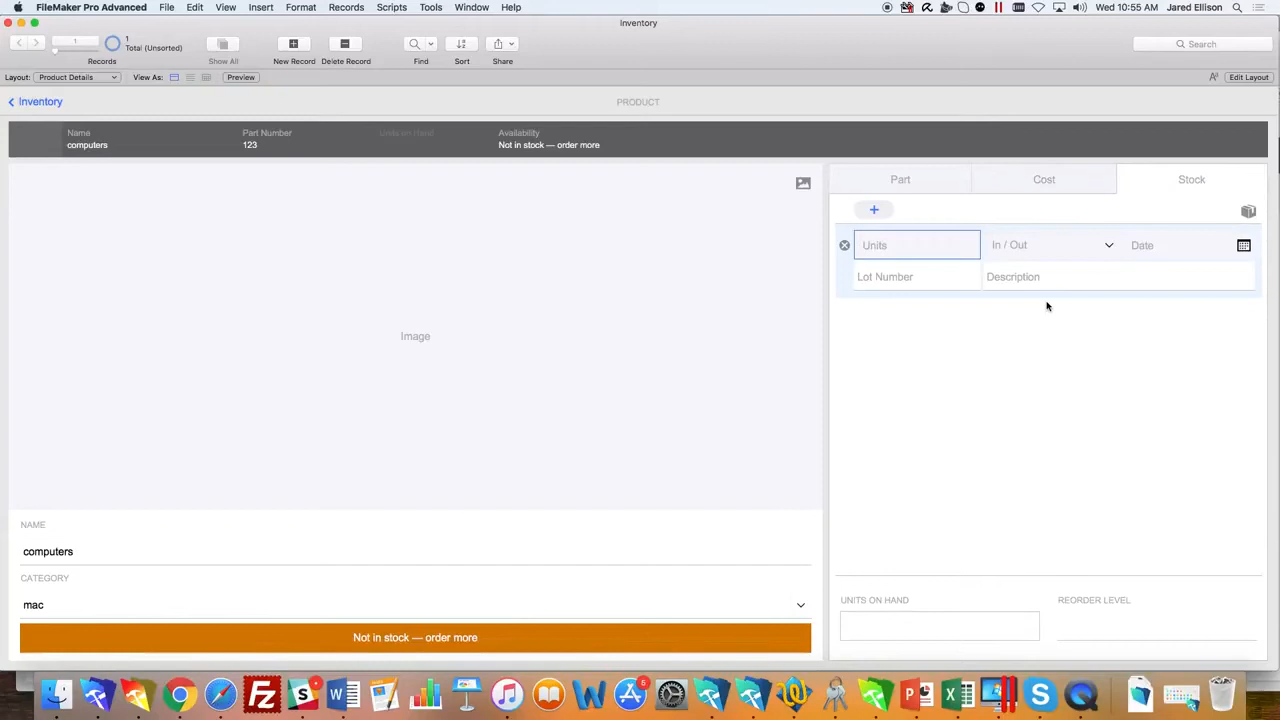 FileMaker Pro Advanced File Edit View Insert Format Records Scripts Tools Window Help Wed 10:55 AM Jared Ellison
Inventory
1 1
Total (Unsorted)
Search
Records Show All New Record Delete Record Find Sort Share
Layout: Product Details View As: Preview Edit Layout
Inventory PRODUCT
Name Part Number Units on Hand Availability
computers 123 Not in stock — order more
Part Cost Stock
+
Units In / Out Date
Lot Number Description
Image
NAME
computers
CATEGORY
mac
Not in stock — order more
UNITS ON HAND REORDER LEVEL